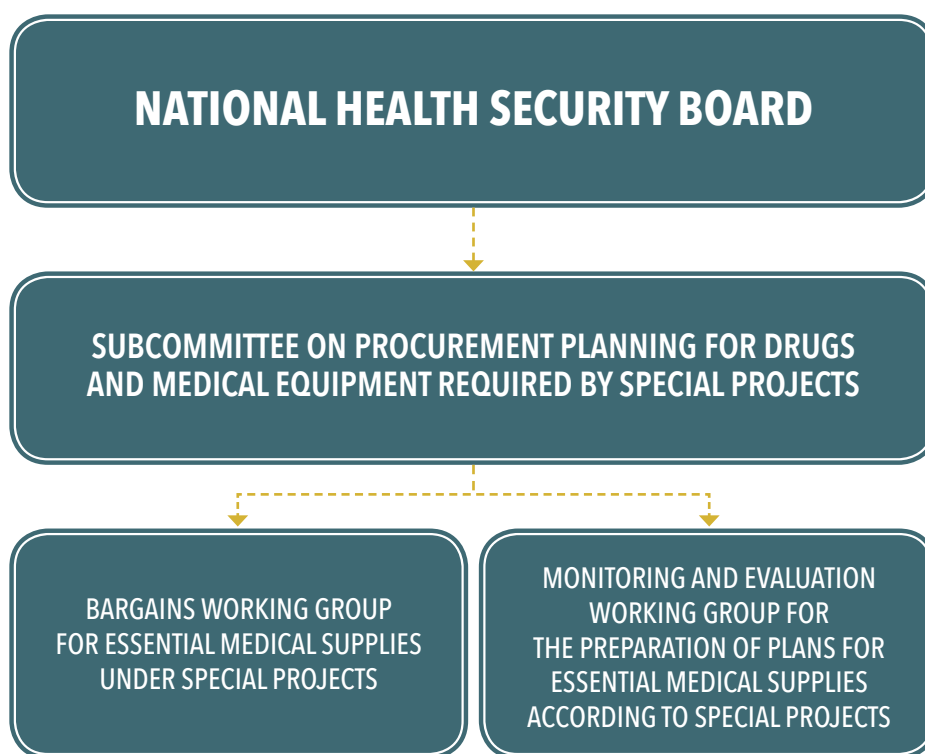 NATIONAL HEALTH SECURITY BOARD
SUBCOMMITTEE ON PROCUREMENT PLANNING FOR DRUGS
AND MEDICAL EQUIPMENT REQUIRED BY SPECIAL PROJECTS
BARGAINS WORKING GROUP
FOR ESSENTIAL MEDICAL SUPPLIES
UNDER SPECIAL PROJECTS
MONITORING AND EVALUATION
WORKING GROUP FOR
THE PREPARATION OF PLANS FOR
ESSENTIAL MEDICAL SUPPLIES
ACCORDING TO SPECIAL PROJECTS